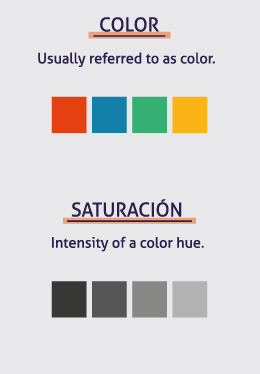 COLOR
Usually referred to as color.
SATURACIÓN
Intensity of a color hue.